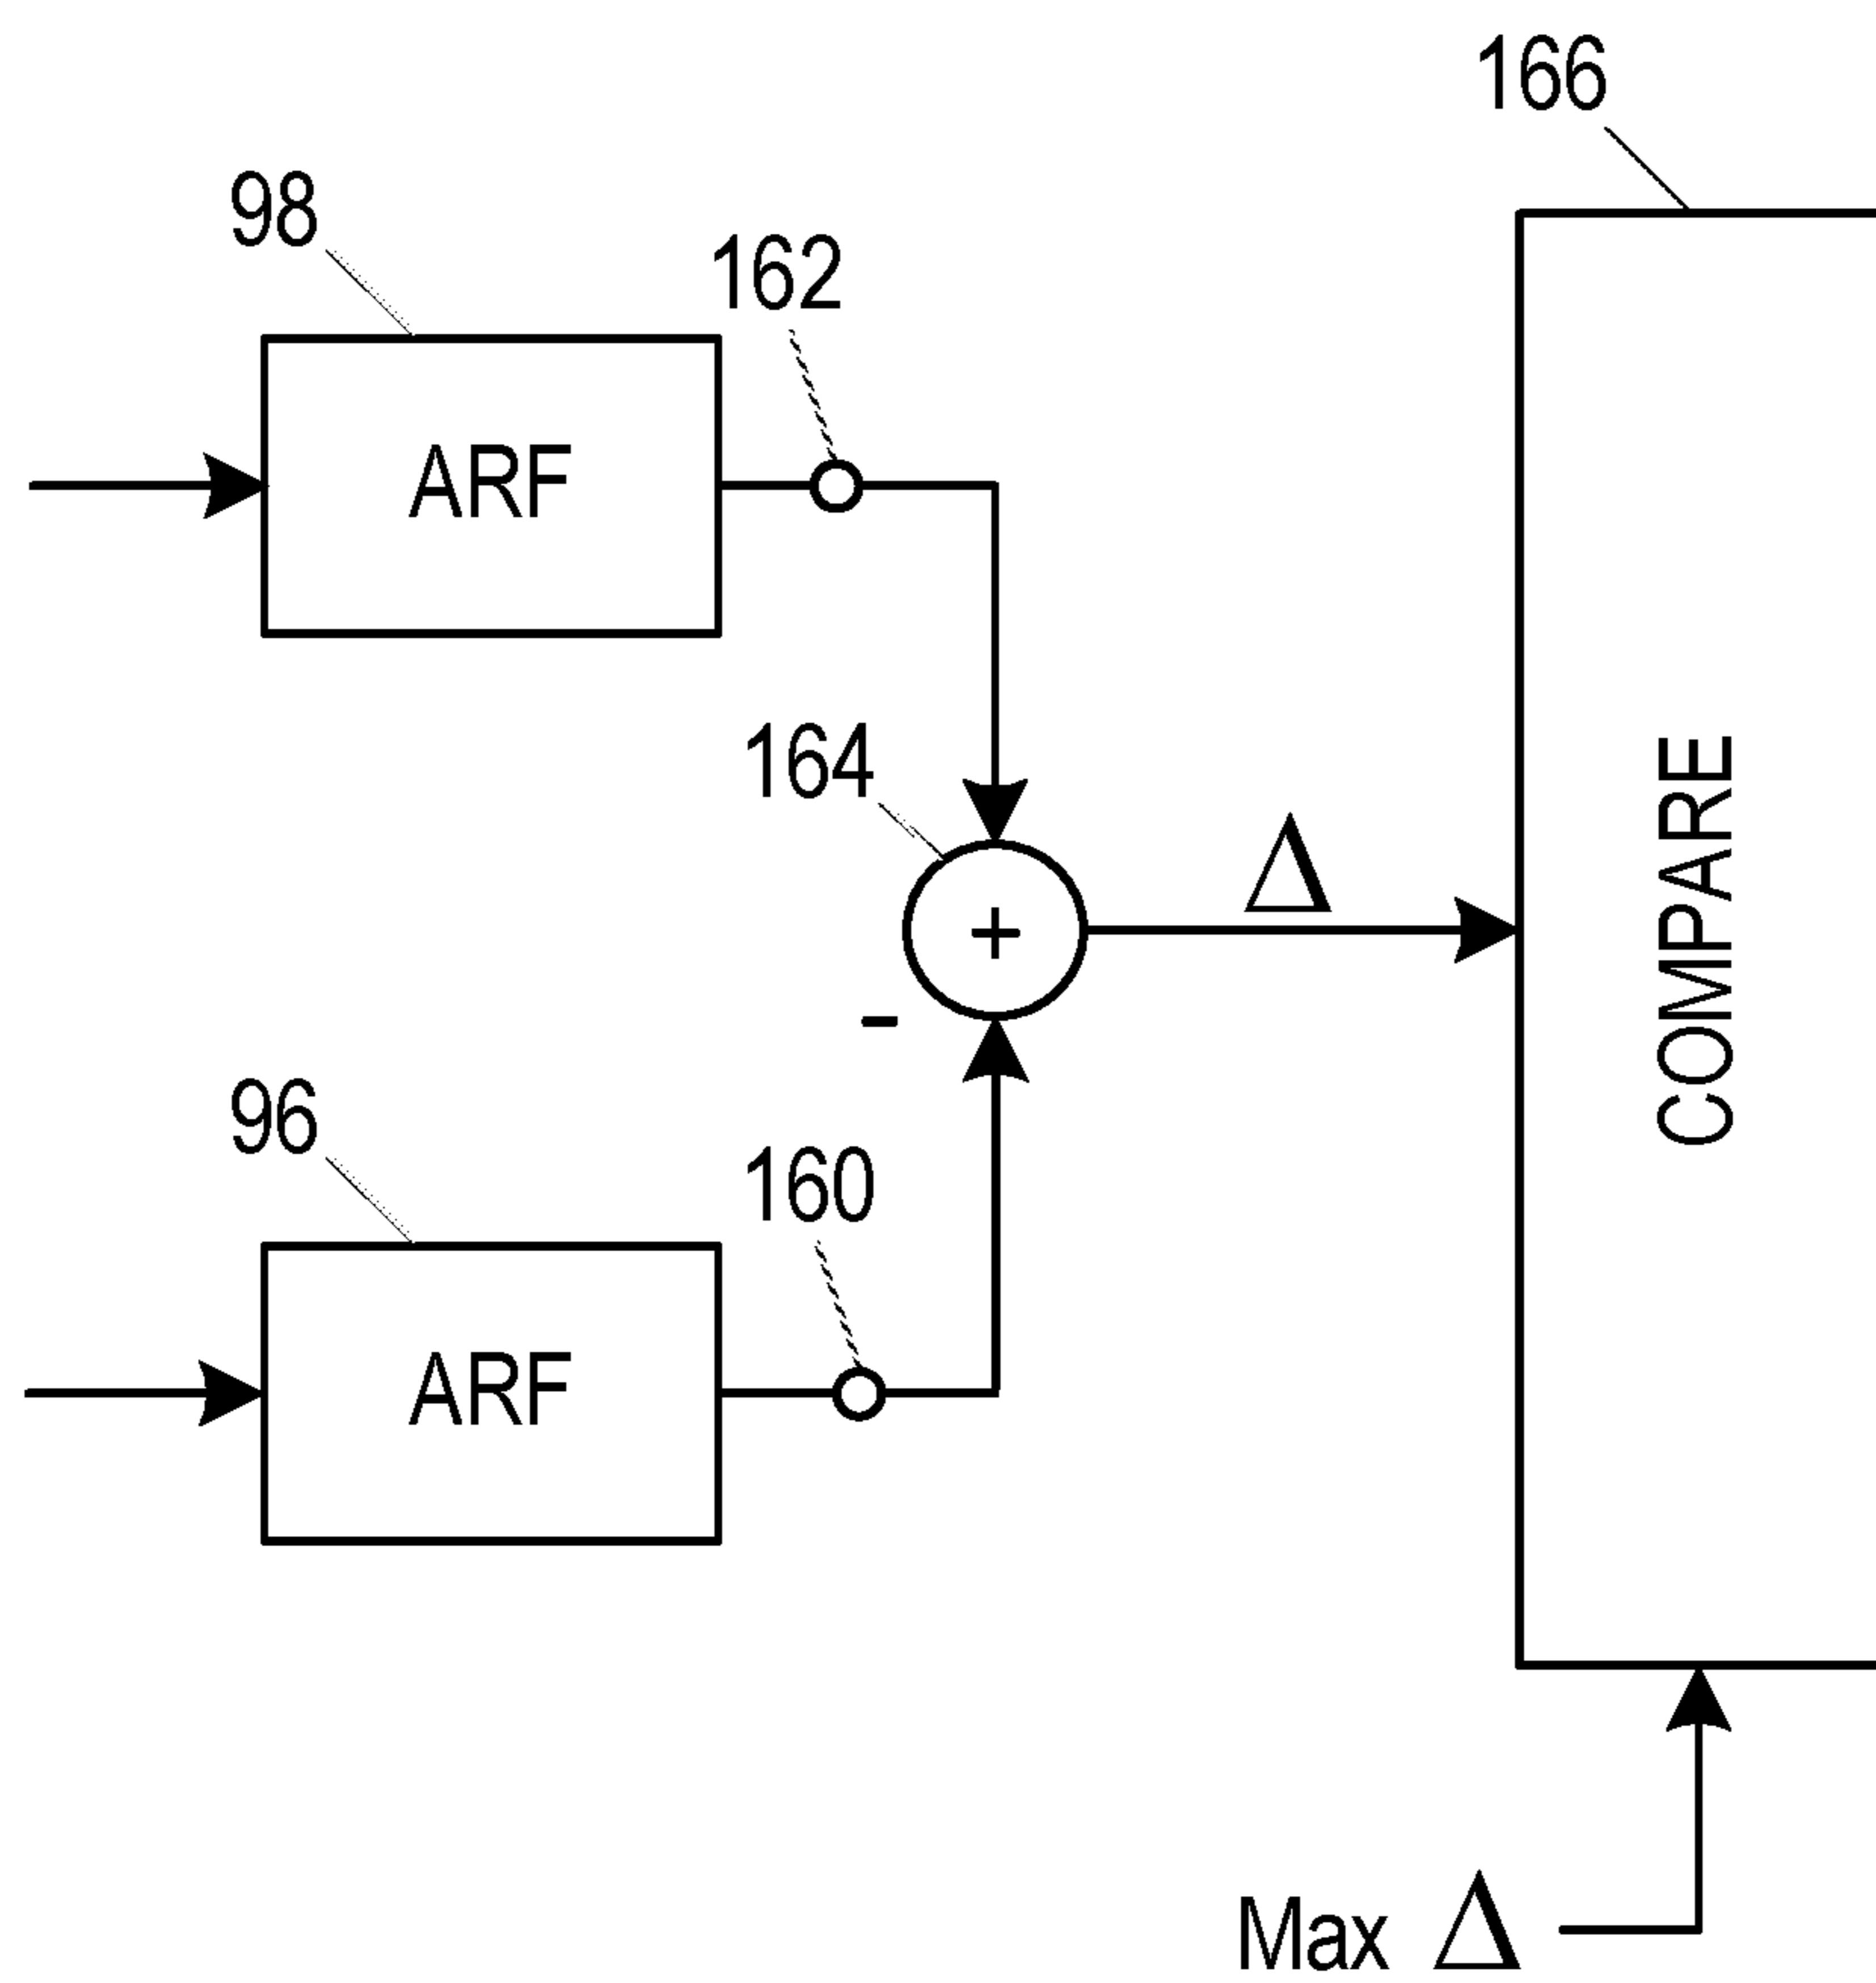 166
98
162
ARF
164
Δ
+
-
COMPARE
96
160
ARF
Max Δ